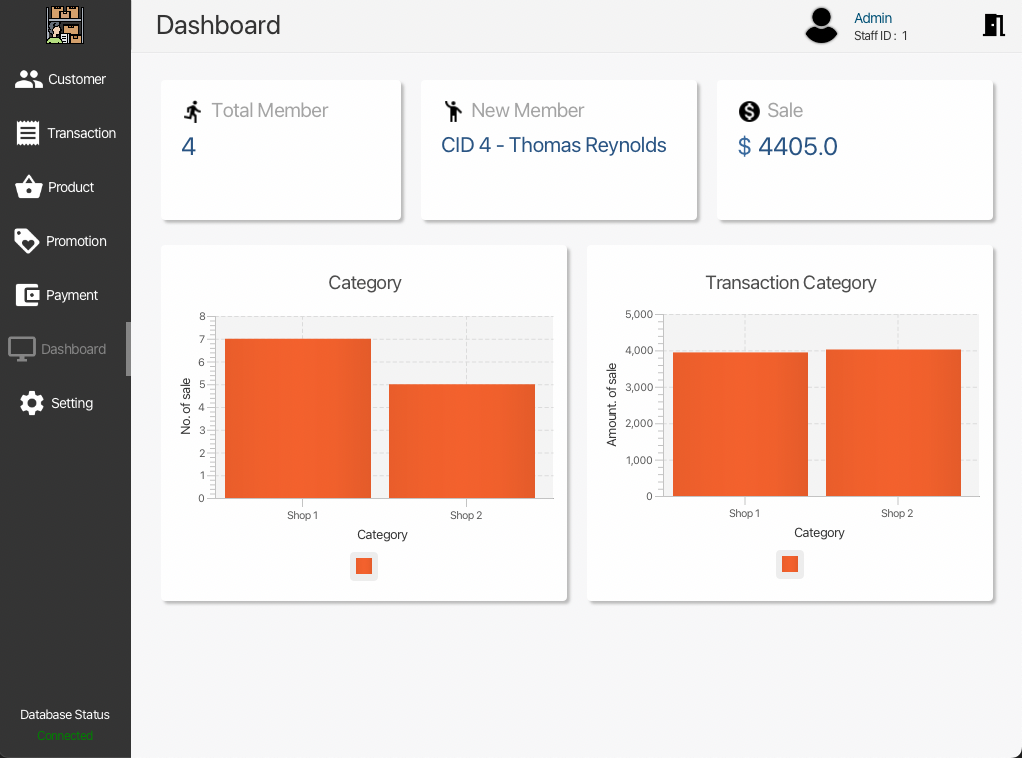 Dashboard
Admin
Staff ID : 1
Customer
Transaction
Product
Promotion
Payment
Dashboard
Setting
Database Status
Connected
Total Member
4
New Member
CID 4 - Thomas Reynolds
Sale
$ 4405.0
Category
No. of sale
8
7
6
5
4
3
2
1
0
Shop 1 Shop 2
Category
Transaction Category
Amount. of sale
5,000
4,000
3,000
2,000
1,000
0
Shop 1 Shop 2
Category